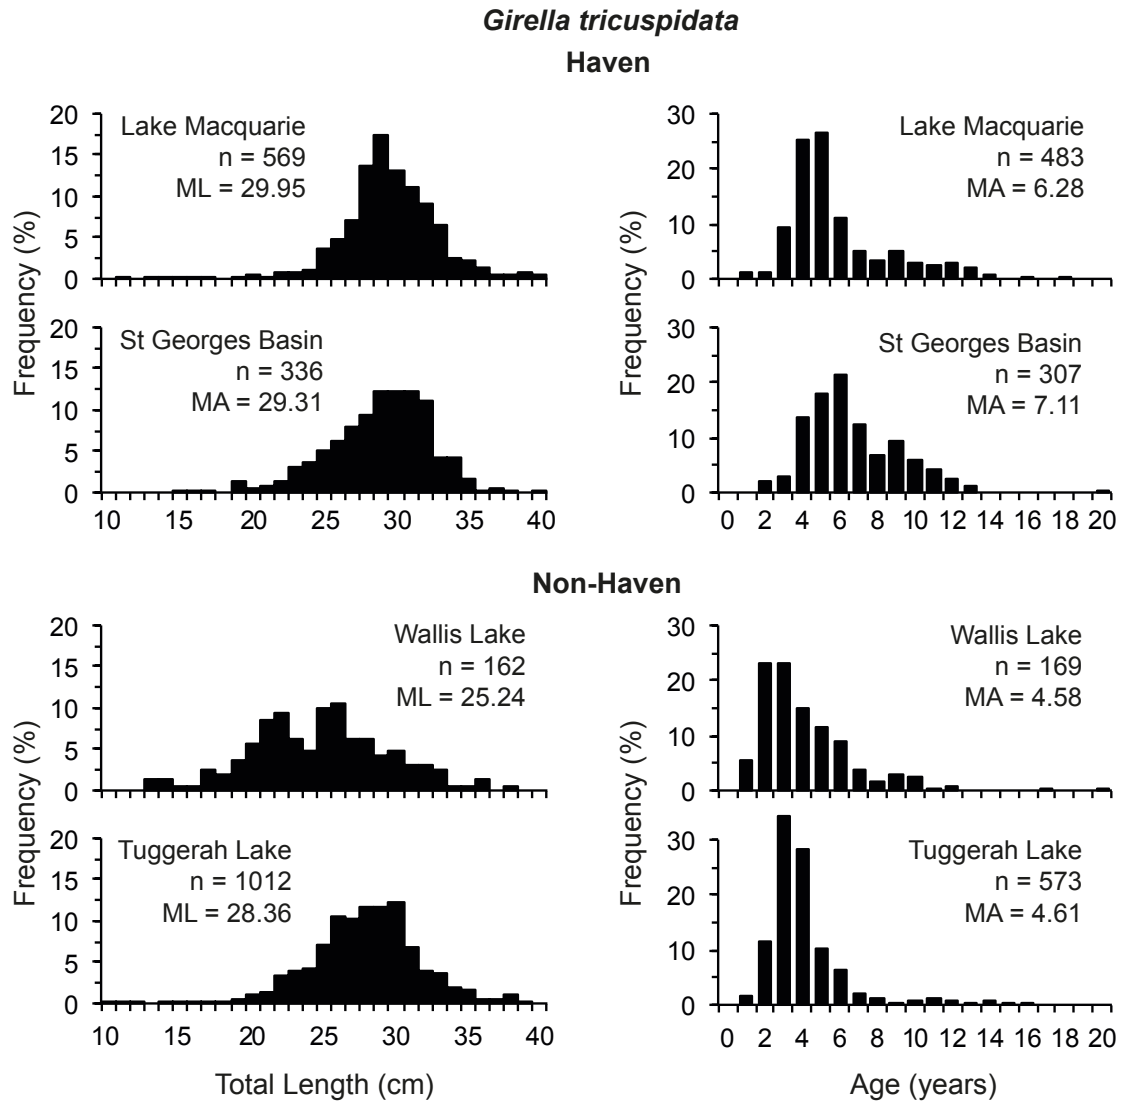 Girella tricuspidata
Haven
20
15
10
5
0
Frequency (%)
Lake Macquarie
n = 569
ML = 29.95
30
20
10
0
Frequency (%)
Lake Macquarie
n = 483
MA = 6.28
20
15
10
5
0
St Georges Basin
n = 336
MA = 29.31
10 15 20 25 30 35 40
30
20
10
0
St Georges Basin
n = 307
MA = 7.11
0 2 4 6 8 10 12 14 16 18 20
Non-Haven
20
15
10
5
0
Frequency (%)
Wallis Lake
n = 162
ML = 25.24
30
20
10
0
Frequency (%)
Wallis Lake
n = 169
MA = 4.58
20
15
10
5
0
Tuggerah Lake
n = 1012
ML = 28.36
10 15 20 25 30 35 40
Total Length (cm)
30
20
10
0
Tuggerah Lake
n = 573
MA = 4.61
0 2 4 6 8 10 12 14 16 18 20
Age (years)